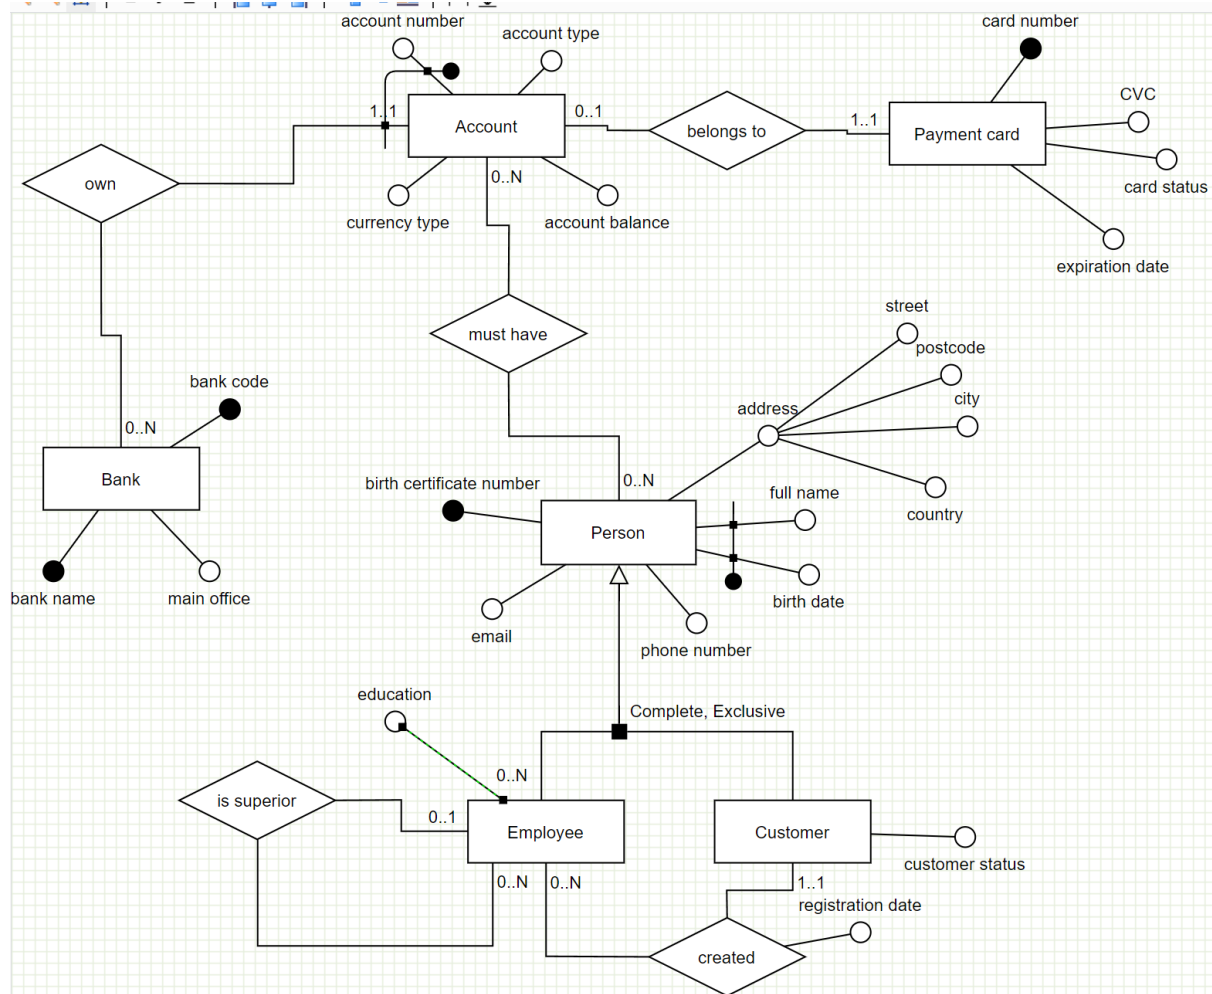 account number
card number
account type
CVC
1..1
0..1
1..1
Account
belongs to
Payment card
own
0..N
card status
currency type
account balance
expiration date
street
must have
postcode
bank code
city
address
0..N
Bank
birth certificate number
0..N
full name
country
Person
bank name
main office
birth date
email
phone number
education
Complete, Exclusive
0..N
is superior
0..1
Employee
Customer
customer status
0..N
0..N
1..1
registration date
created